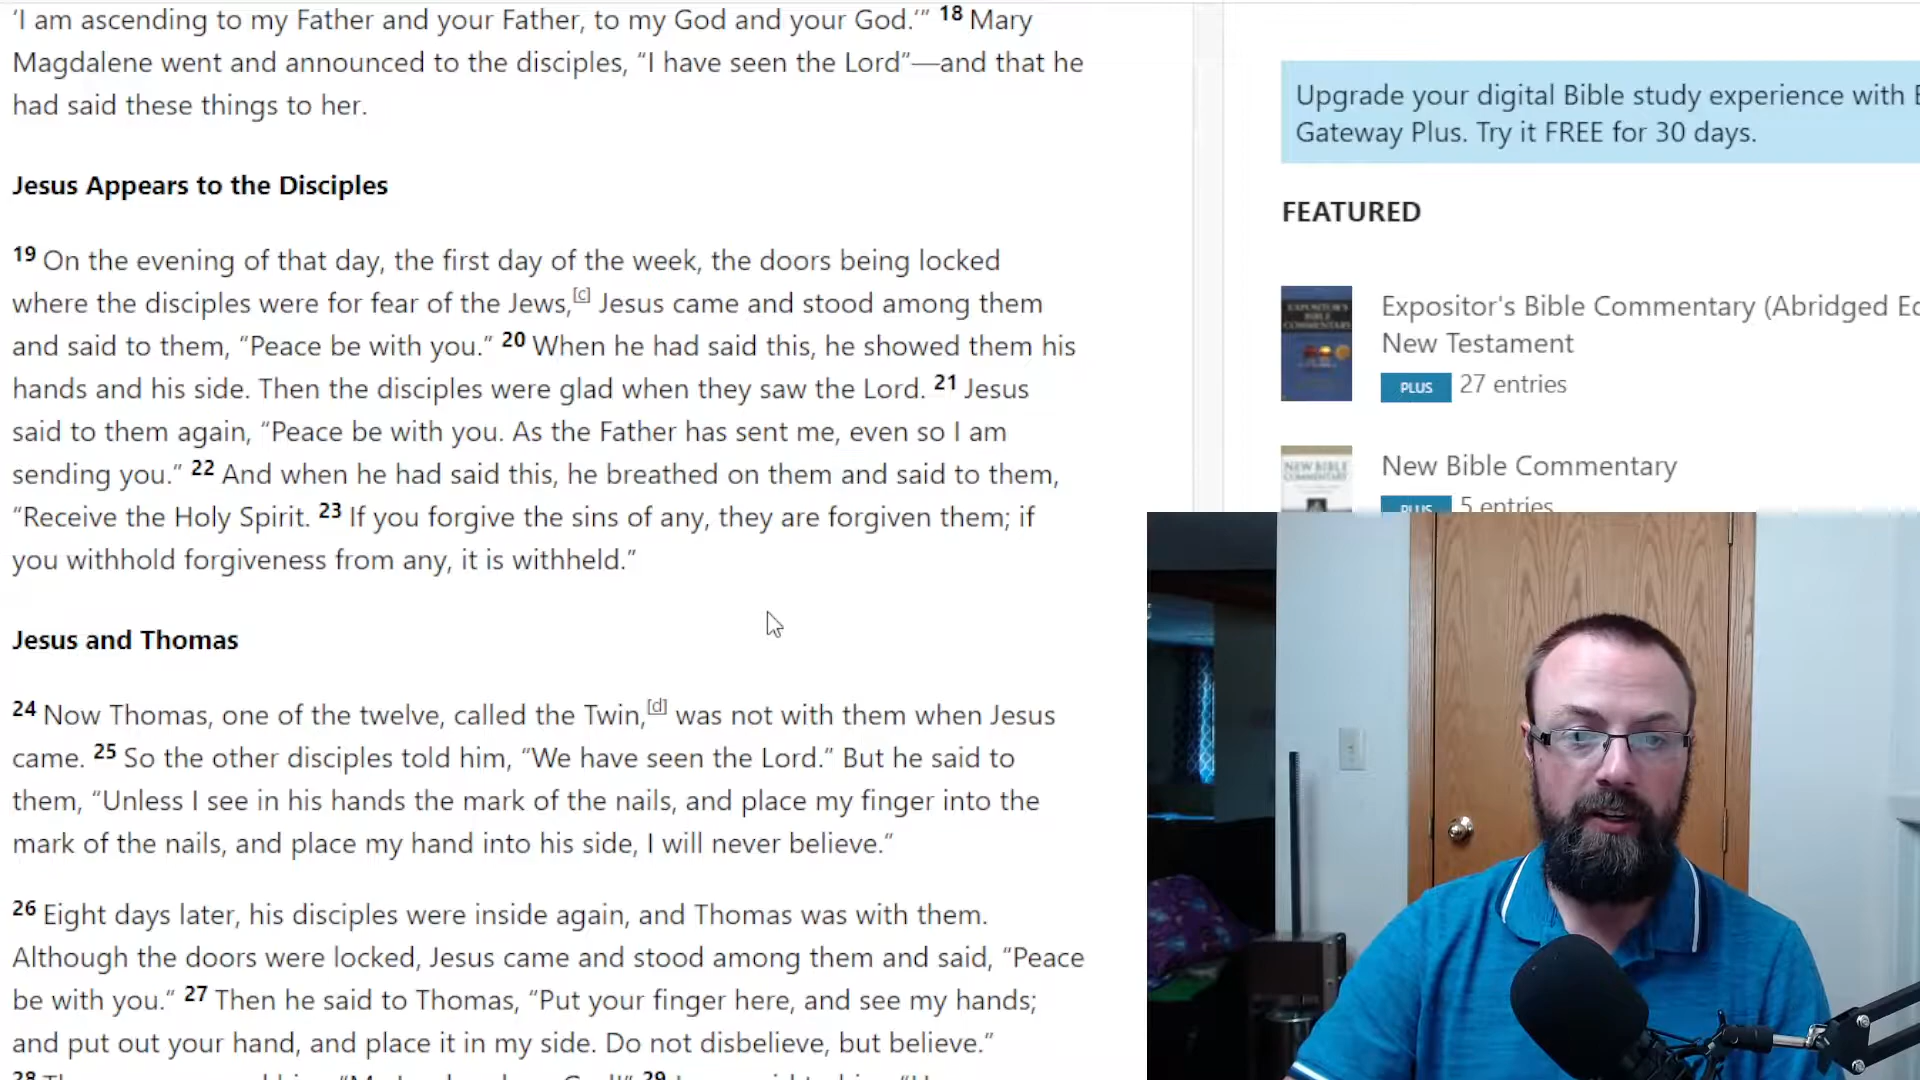 ‘I am ascending to my Father and your Father, to my God and your God.’” 18 Mary
Magdalene went and announced to the disciples, “I have seen the Lord”—and that he
had said these things to her.
Jesus Appears to the Disciples
19 On the evening of that day, the first day of the week, the doors being locked
where the disciples were for fear of the Jews,[c] Jesus came and stood among them
and said to them, “Peace be with you.” 20 When he had said this, he showed them his
hands and his side. Then the disciples were glad when they saw the Lord. 21 Jesus
said to them again, “Peace be with you. As the Father has sent me, even so I am
sending you.” 22 And when he had said this, he breathed on them and said to them,
“Receive the Holy Spirit. 23 If you forgive the sins of any, they are forgiven them; if
you withhold forgiveness from any, it is withheld.”
Jesus and Thomas
24 Now Thomas, one of the twelve, called the Twin,[d] was not with them when Jesus
came. 25 So the other disciples told him, “We have seen the Lord.” But he said to
them, “Unless I see in his hands the mark of the nails, and place my finger into the
mark of the nails, and place my hand into his side, I will never believe.”
26 Eight days later, his disciples were inside again, and Thomas was with them.
Although the doors were locked, Jesus came and stood among them and said, “Peace
be with you.” 27 Then he said to Thomas, “Put your finger here, and see my hands;
and put out your hand, and place it in my side. Do not disbelieve, but believe.”
Upgrade your digital Bible study experience with
Gateway Plus. Try it FREE for 30 days.
FEATURED
EXPOSITOR'S
BIBLE
COMMENTARY
Expositor's Bible Commentary (Abridged
New Testament
PLUS 27 entries
NEW BIBLE
COMMENTARY
New Bible Commentary
PLUS 5 entries